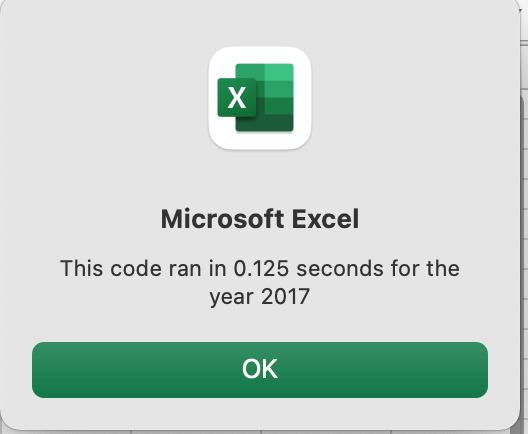 X
Microsoft Excel
This code ran in 0.125 seconds for the
year 2017
OK